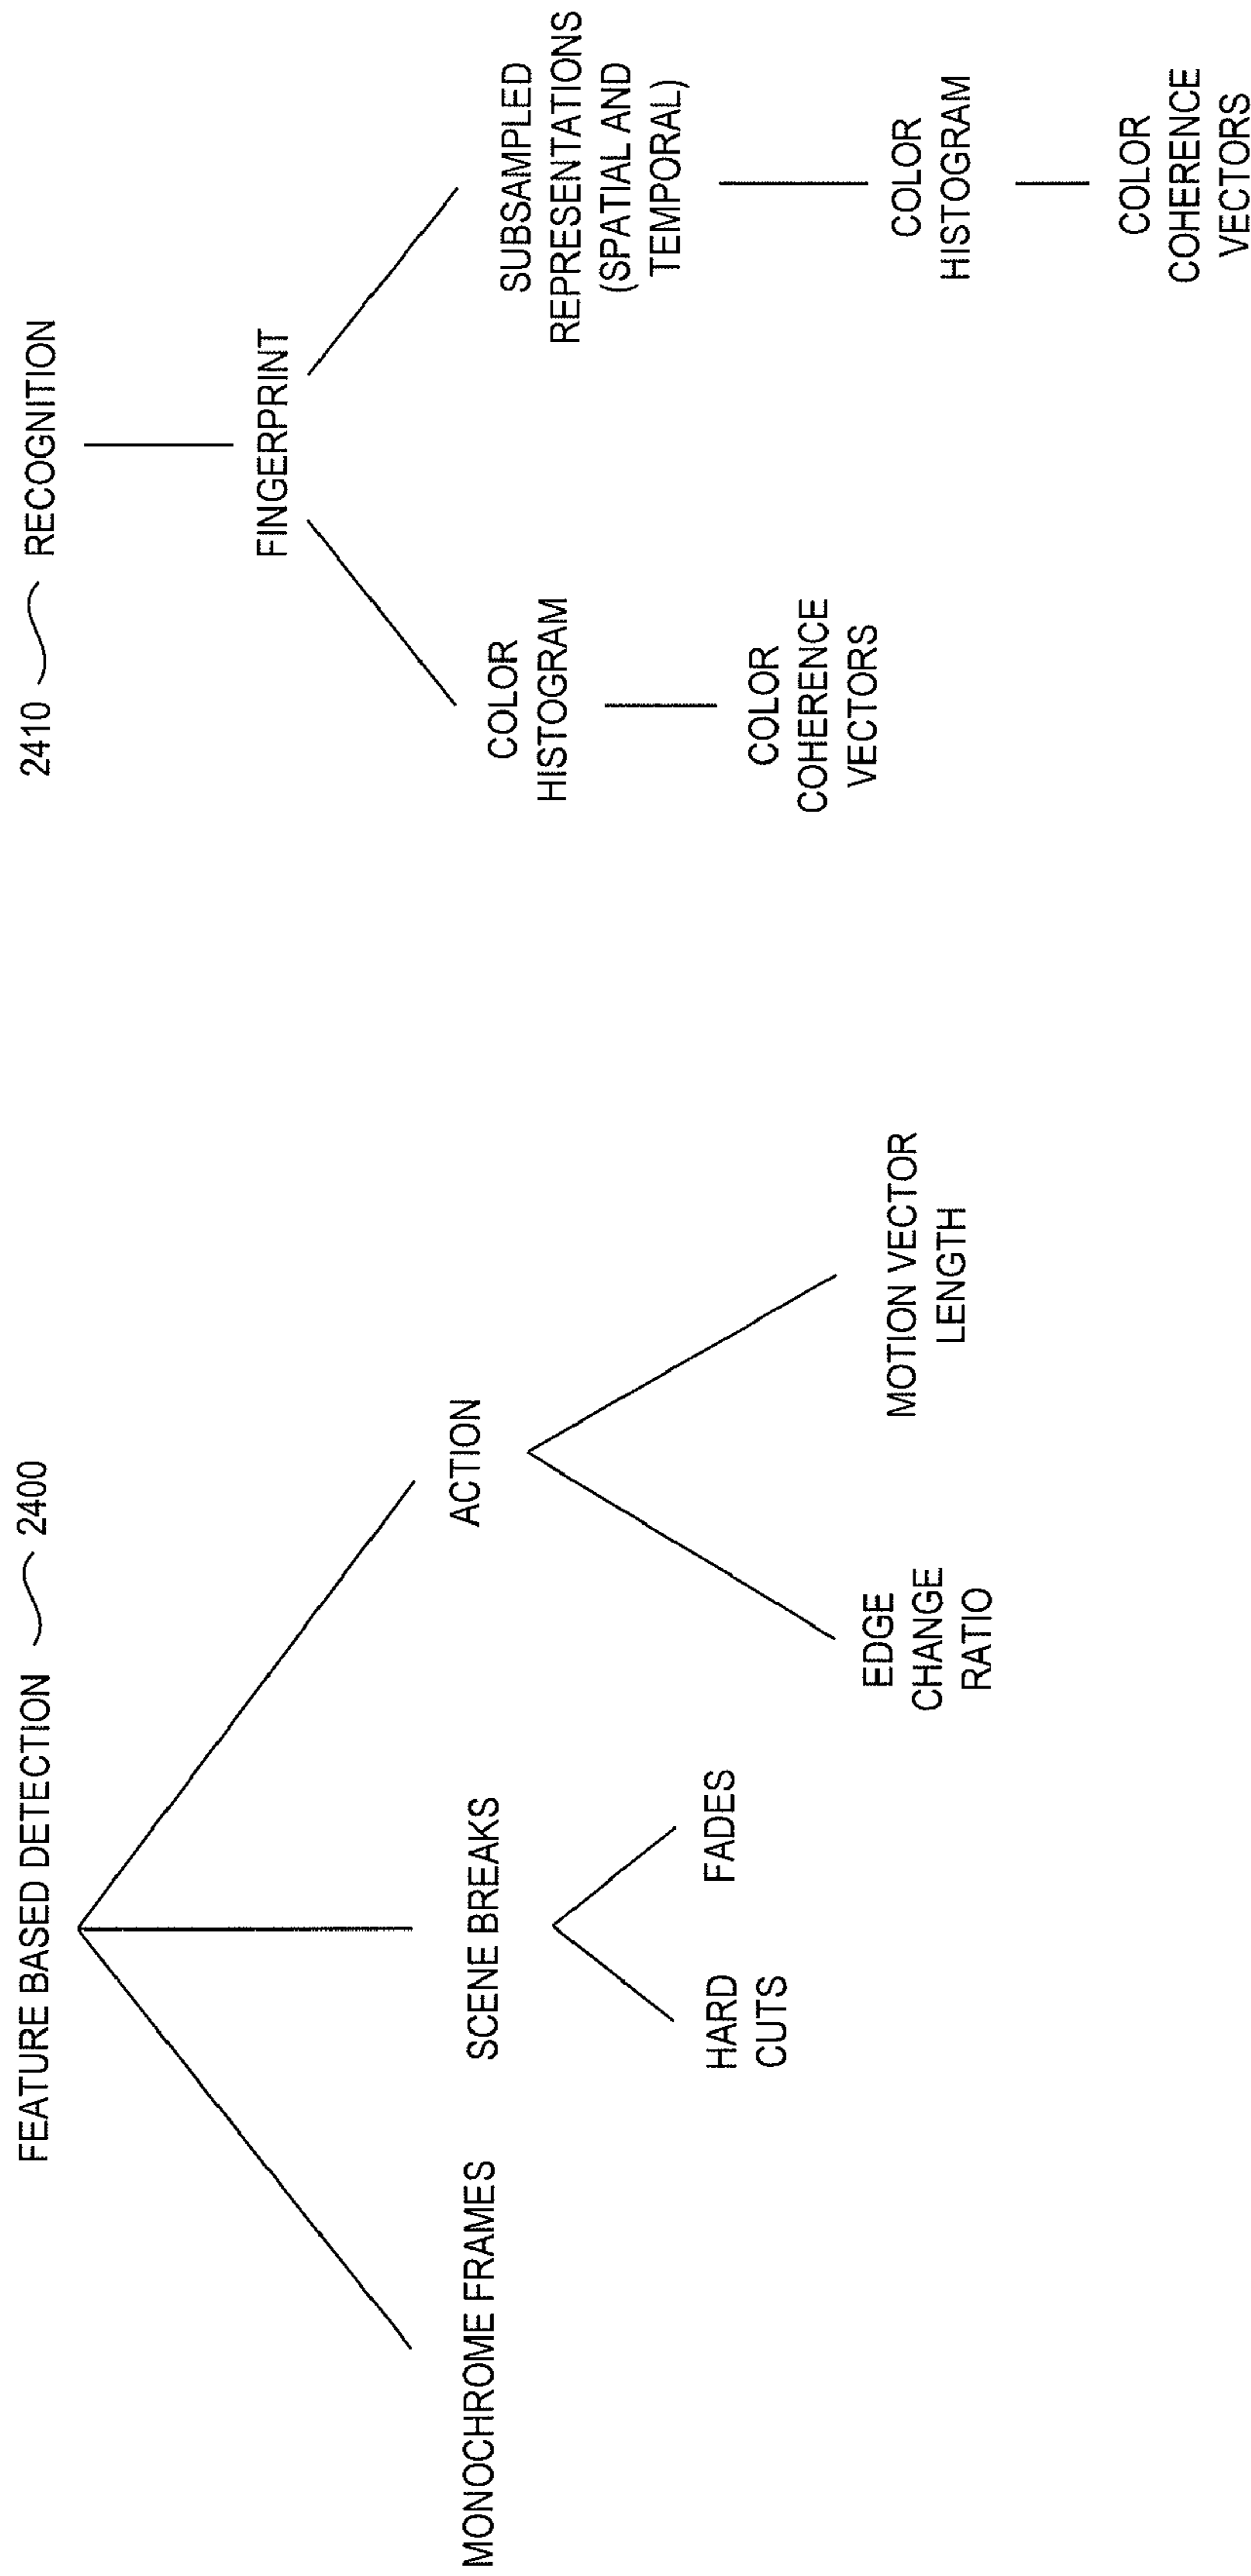 FEATURE BASED DETECTION 2400
MONOCHROME FRAMES
SCENE BREAKS
ACTION
HARD
CUTS
FADES
EDGE
CHANGE
RATIO
MOTION VECTOR
LENGTH
2410 RECOGNITION
FINGERPRINT
COLOR
HISTOGRAM
COLOR
COHERENCE
VECTORS
SUBSAMPLED
REPRESENTATIONS
(SPATIAL AND
TEMPORAL)
COLOR
HISTOGRAM
COLOR
COHERENCE
VECTORS